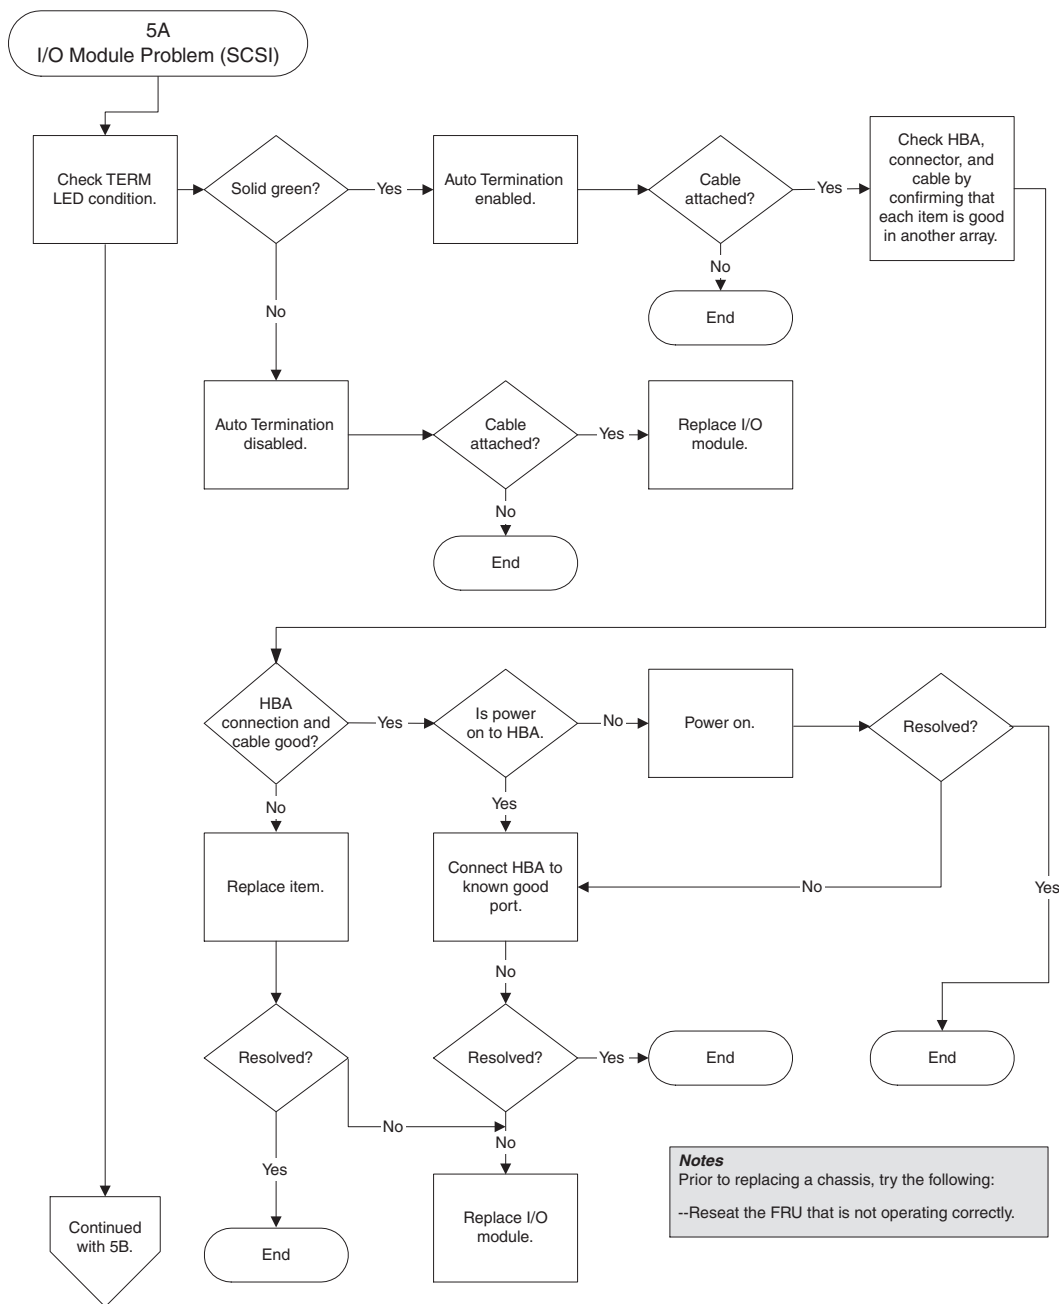 5A
I/O Module Problem (SCSI)
Check TERM
LED condition.
Solid green?
Yes
Auto Termination
enabled.
Cable
attached?
Yes
Check HBA,
connector, and
cable by
confirming that
each item is good
in another array.
No
End
No
Auto Termination
disabled.
Cable
attached?
Yes
Replace I/O
module.
No
End
HBA
connection and
cable good?
Yes
Is power
on to HBA.
No
Power on.
Resolved?
No
Yes
Replace item.
Connect HBA to
known good
port.
No
Yes
No
Resolved?
Resolved?
Yes
End
End
No
No
Yes
Notes
Prior to replacing a chassis, try the following:
--Reseat the FRU that is not operating correctly.
Continued
with 5B.
End
Replace I/O
module.